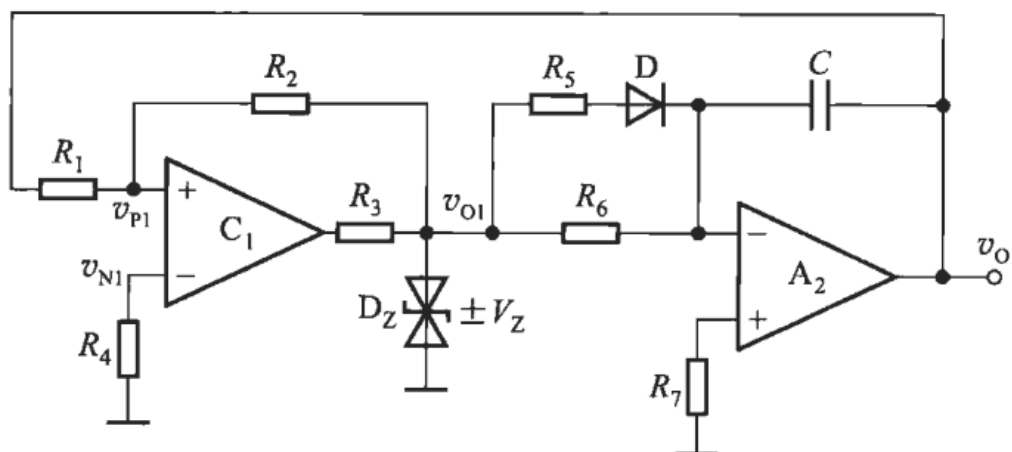 R2
R5
D
C
R1
+
vP1
C1
R3
vO1
R6
−
vN1
−
DZ
±VZ
A2
vO
R4
+
R7